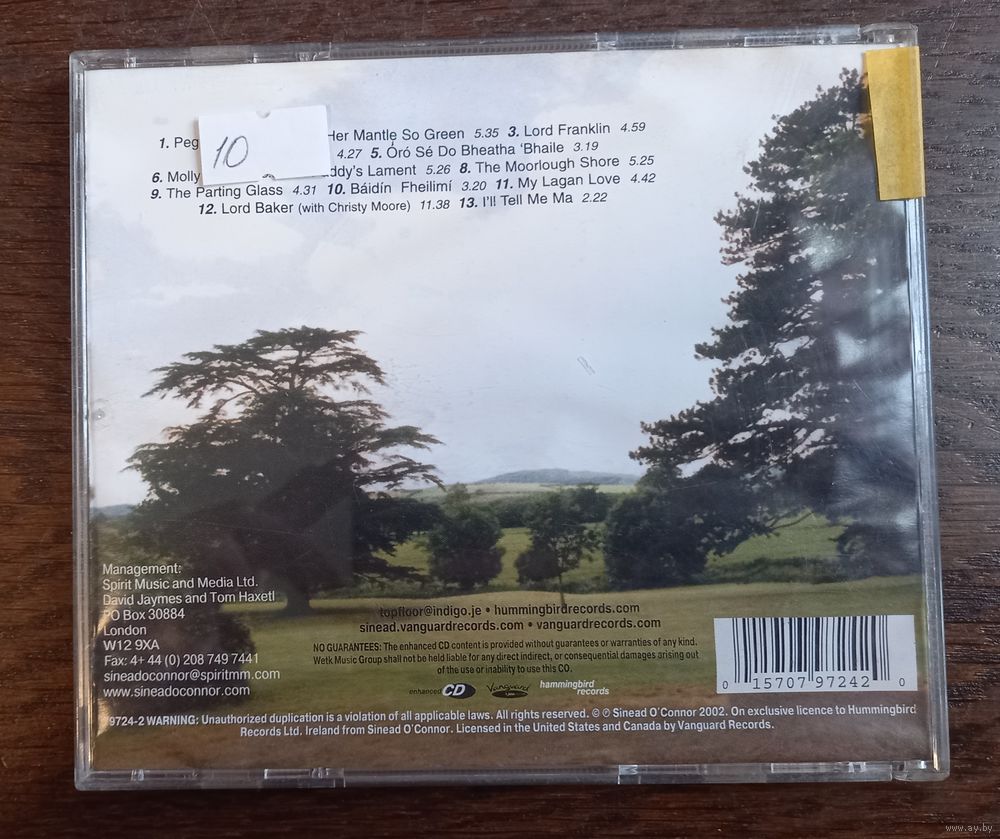 10
1. Peg Her Mantle So Green 5.35 3. Lord Franklin 4.59
4.27 5. Óró Sé Do Bheatha 'Bhaile 3.19
6. Molly ddy's Lament 5.26 8. The Moorlough Shore 5.25
9. The Parting Glass 4.31 10. Báidín Fheilimí 3.20 11. My Lagan Love 4.42
12. Lord Baker (with Christy Moore) 11.38 13. I'll Tell Me Ma 2.22
Management:
Spirit Music and Media Ltd.
David Jaymes and Tom Haxetl
PO Box 30884
London
W12 9XA
Fax: 4+ 44 (0) 208 749 7441
sineadoconnor@spiritmm.com
www.sineadoconnor.com
topfloor@indigo.je • hummingbirdrecords.com
sinead.vanguardrecords.com • vanguardrecords.com
NO GUARANTEES: The enhanced CD content is provided without guarantees or warranties of any kind.
Wetk Music Group shall not be held liable for any direct indirect, or consequential damages arising out
of the use or inability to use this CO.
enhanced CD Vanguard hummingbird
records
0 15707 97242 0
79724-2 WARNING: Unauthorized duplication is a violation of all applicable laws. All rights reserved. © ℗ Sinead O'Connor 2002. On exclusive licence to Hummingbird
Records Ltd. Ireland from Sinead O'Connor. Licensed in the United States and Canada by Vanguard Records.
www.ay.by